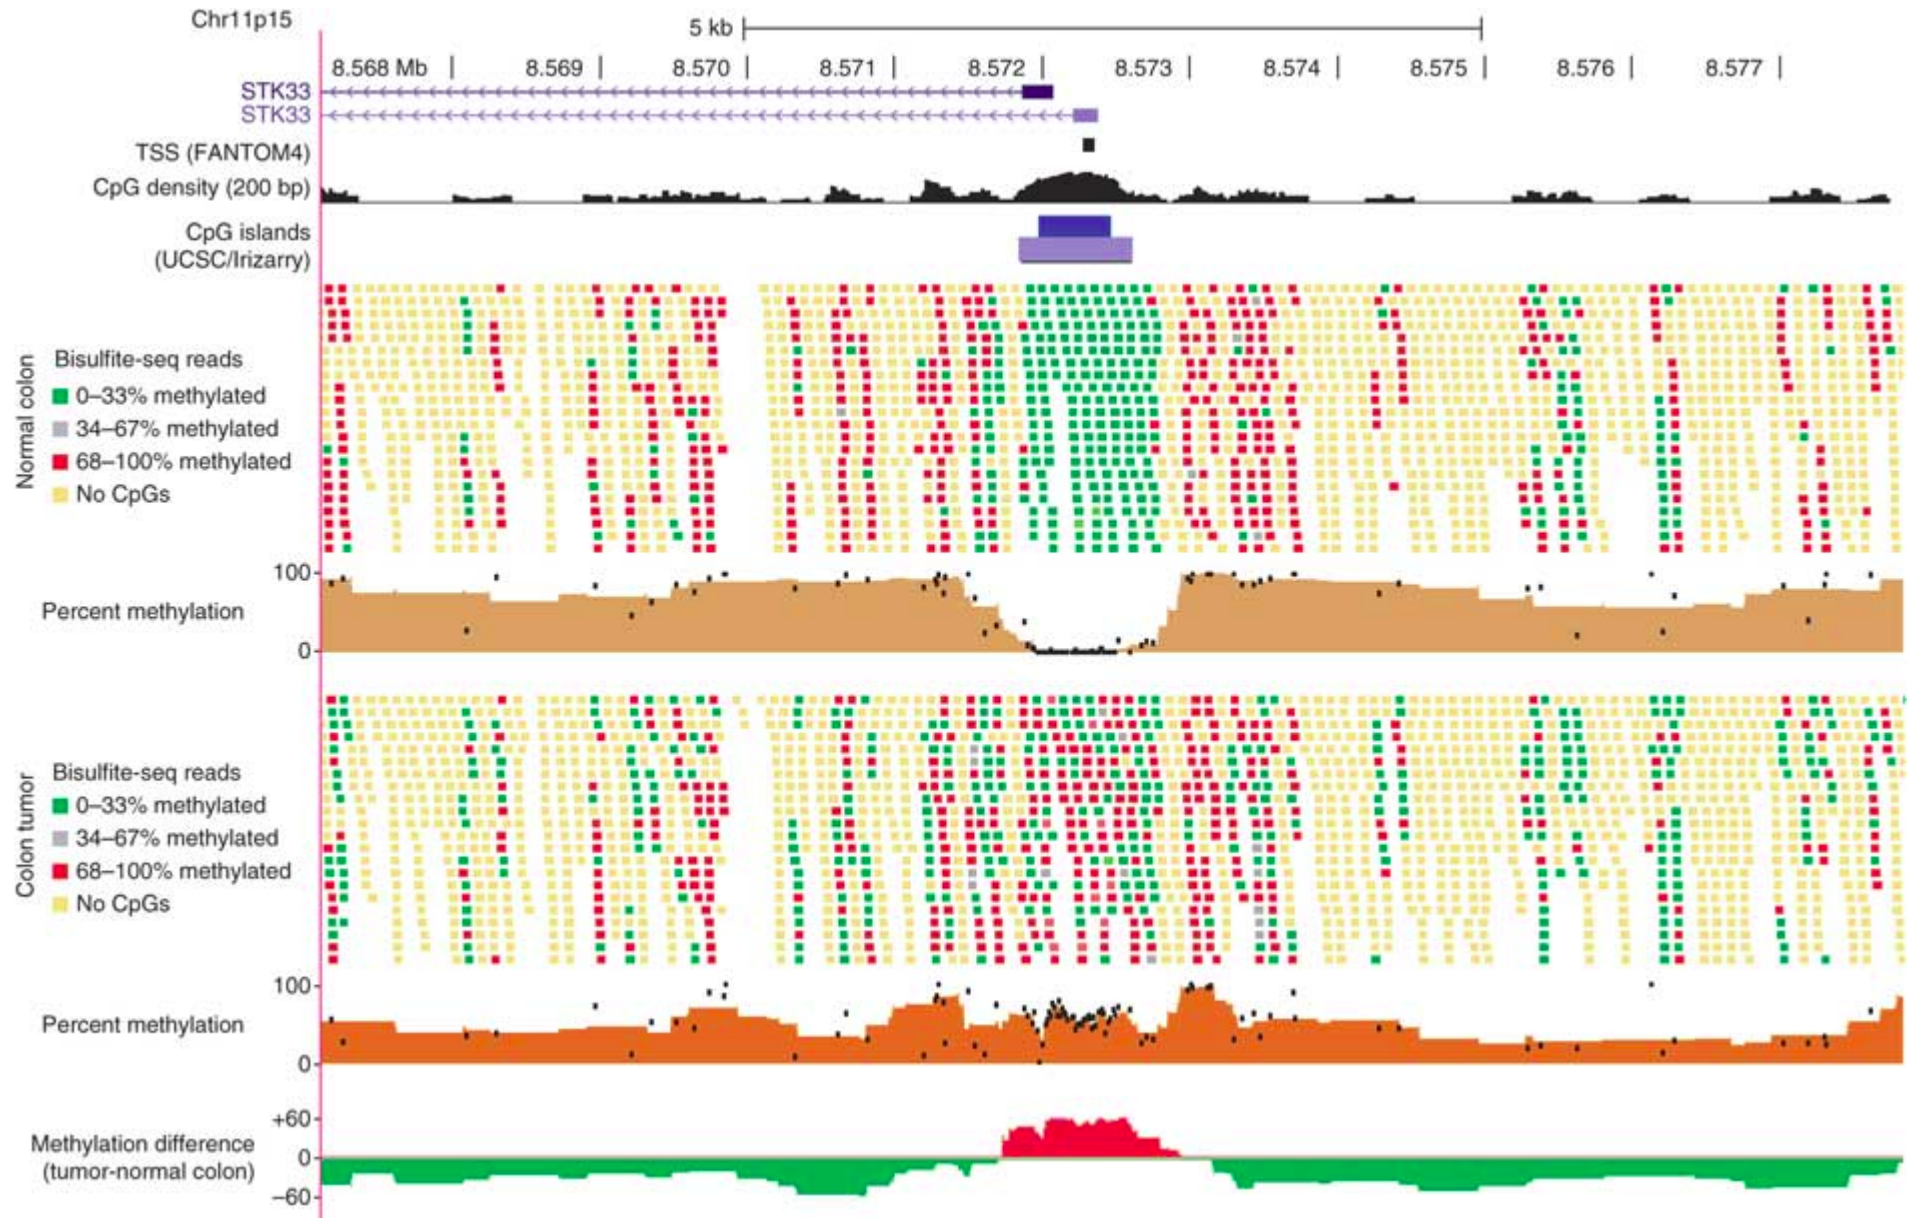 Chr11p15
5 kb
8.568 Mb 8.569 8.570 8.571 8.572 8.573 8.574 8.575 8.576 8.577
STK33
STK33
TSS (FANTOM4)
CpG density (200 bp)
CpG islands
(UCSC/Irizarry)
Normal colon
Bisulfite-seq reads
0–33% methylated
34–67% methylated
68–100% methylated
No CpGs
100
Percent methylation
0
Colon tumor
Bisulfite-seq reads
0–33% methylated
34–67% methylated
68–100% methylated
No CpGs
100
Percent methylation
0
+60
Methylation difference
0
(tumor-normal colon)
–60